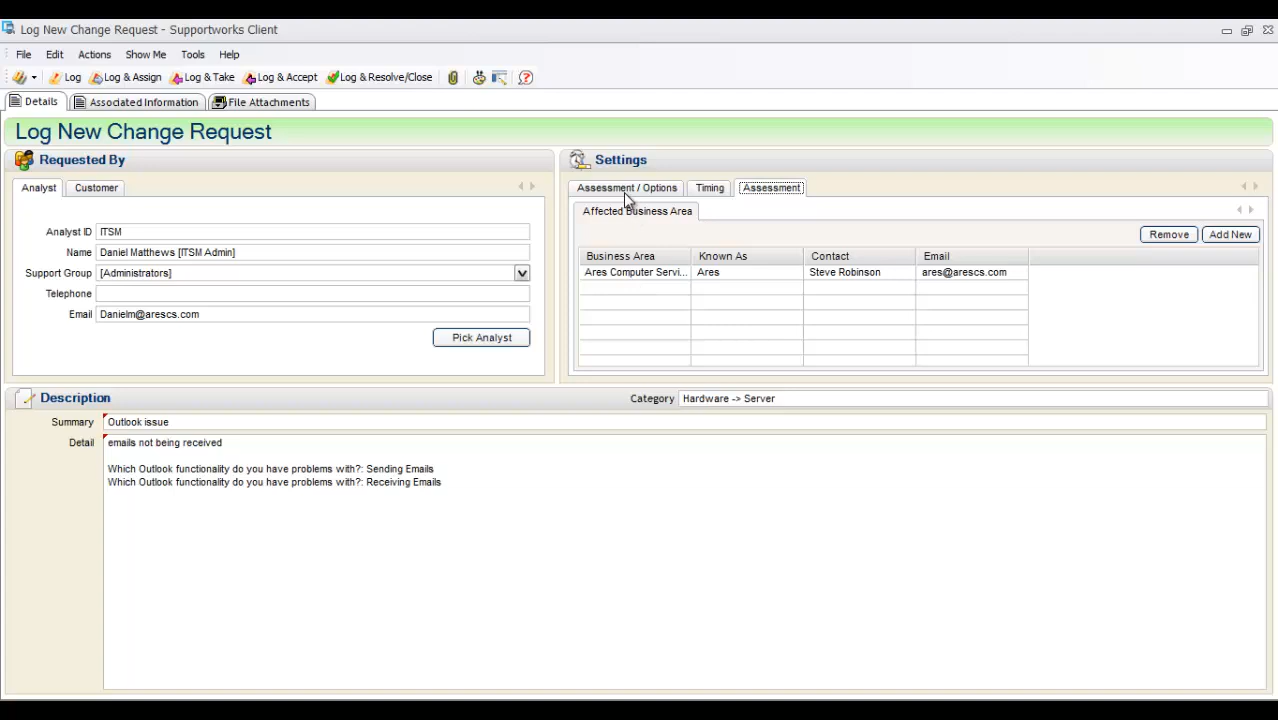 Log New Change Request - Supportworks Client
File Edit Actions Show Me Tools Help
Log Log & Assign Log & Take Log & Accept Log & Resolve/Close
Details Associated Information File Attachments
Log New Change Request
Requested By
Analyst Customer
Analyst ID ITSM
Name Daniel Matthews [ITSM Admin]
Support Group [Administrators]
Telephone
Email Danielm@arescs.com
Pick Analyst
Settings
Assessment / Options Timing Assessment
Affected Business Area
Remove Add New
Business Area Known As Contact Email
Ares Computer Servi... Ares Steve Robinson ares@arescs.com
Description
Category Hardware -> Server
Summary Outlook issue
Detail emails not being received
Which Outlook functionality do you have problems with?: Sending Emails
Which Outlook functionality do you have problems with?: Receiving Emails